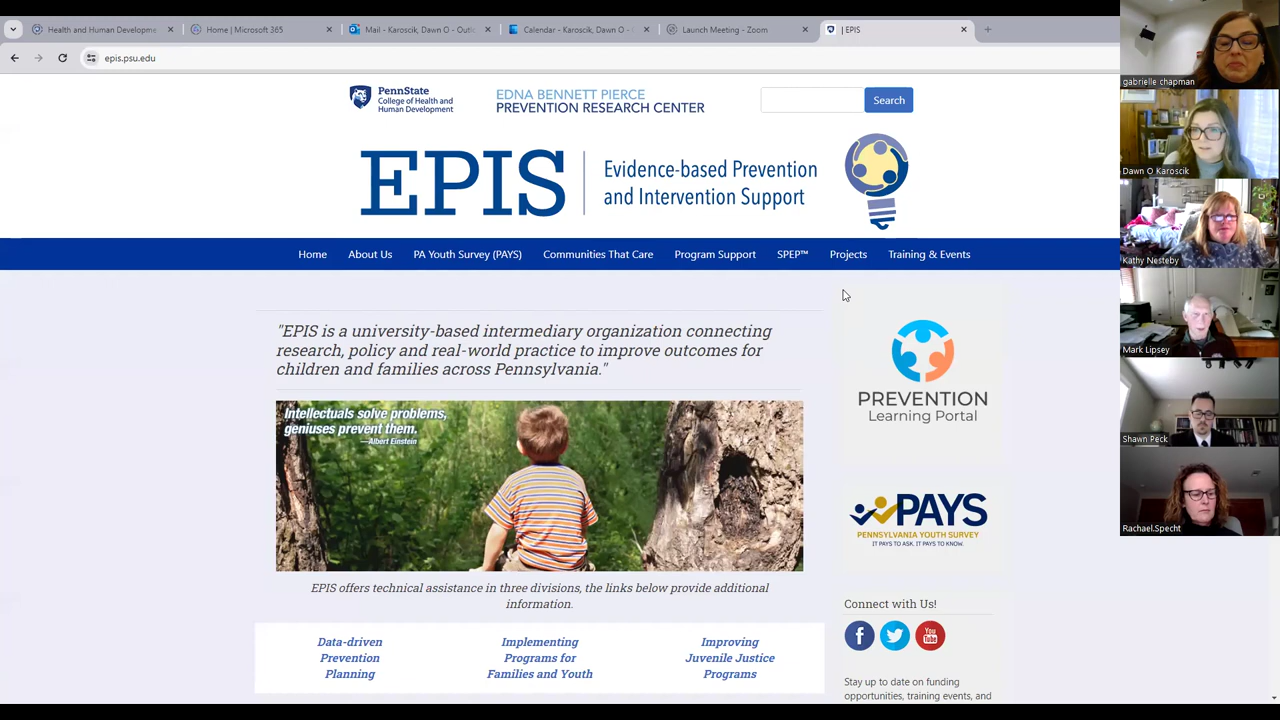 Health and Human Developme
Home | Microsoft 365
Mail - Karoscik, Dawn O - Outlo
Calendar - Karoscik, Dawn O -
Launch Meeting - Zoom
| EPIS
epis.psu.edu
PennState
College of Health and
Human Development
EDNA BENNETT PIERCE
PREVENTION RESEARCH CENTER
Search
EPIS
Evidence-based Prevention
and Intervention Support
Home
About Us
PA Youth Survey (PAYS)
Communities That Care
Program Support
SPEP™
Projects
Training & Events
"EPIS is a university-based intermediary organization connecting
research, policy and real-world practice to improve outcomes for
children and families across Pennsylvania."
Intellectuals solve problems,
geniuses prevent them.
—Albert Einstein
EPIS offers technical assistance in three divisions, the links below provide additional
information.
Data-driven
Prevention
Planning
Implementing
Programs for
Families and Youth
Improving
Juvenile Justice
Programs
PREVENTION
Learning Portal
PAYS
PENNSYLVANIA YOUTH SURVEY
IT PAYS TO ASK. IT PAYS TO KNOW.
Connect with Us!
You
Tube
Stay up to date on funding
opportunities, training events, and
gabrielle chapman
Dawn O Karoscik
Kathy Nesteby
Mark Lipsey
Shawn Peck
Rachael.Specht